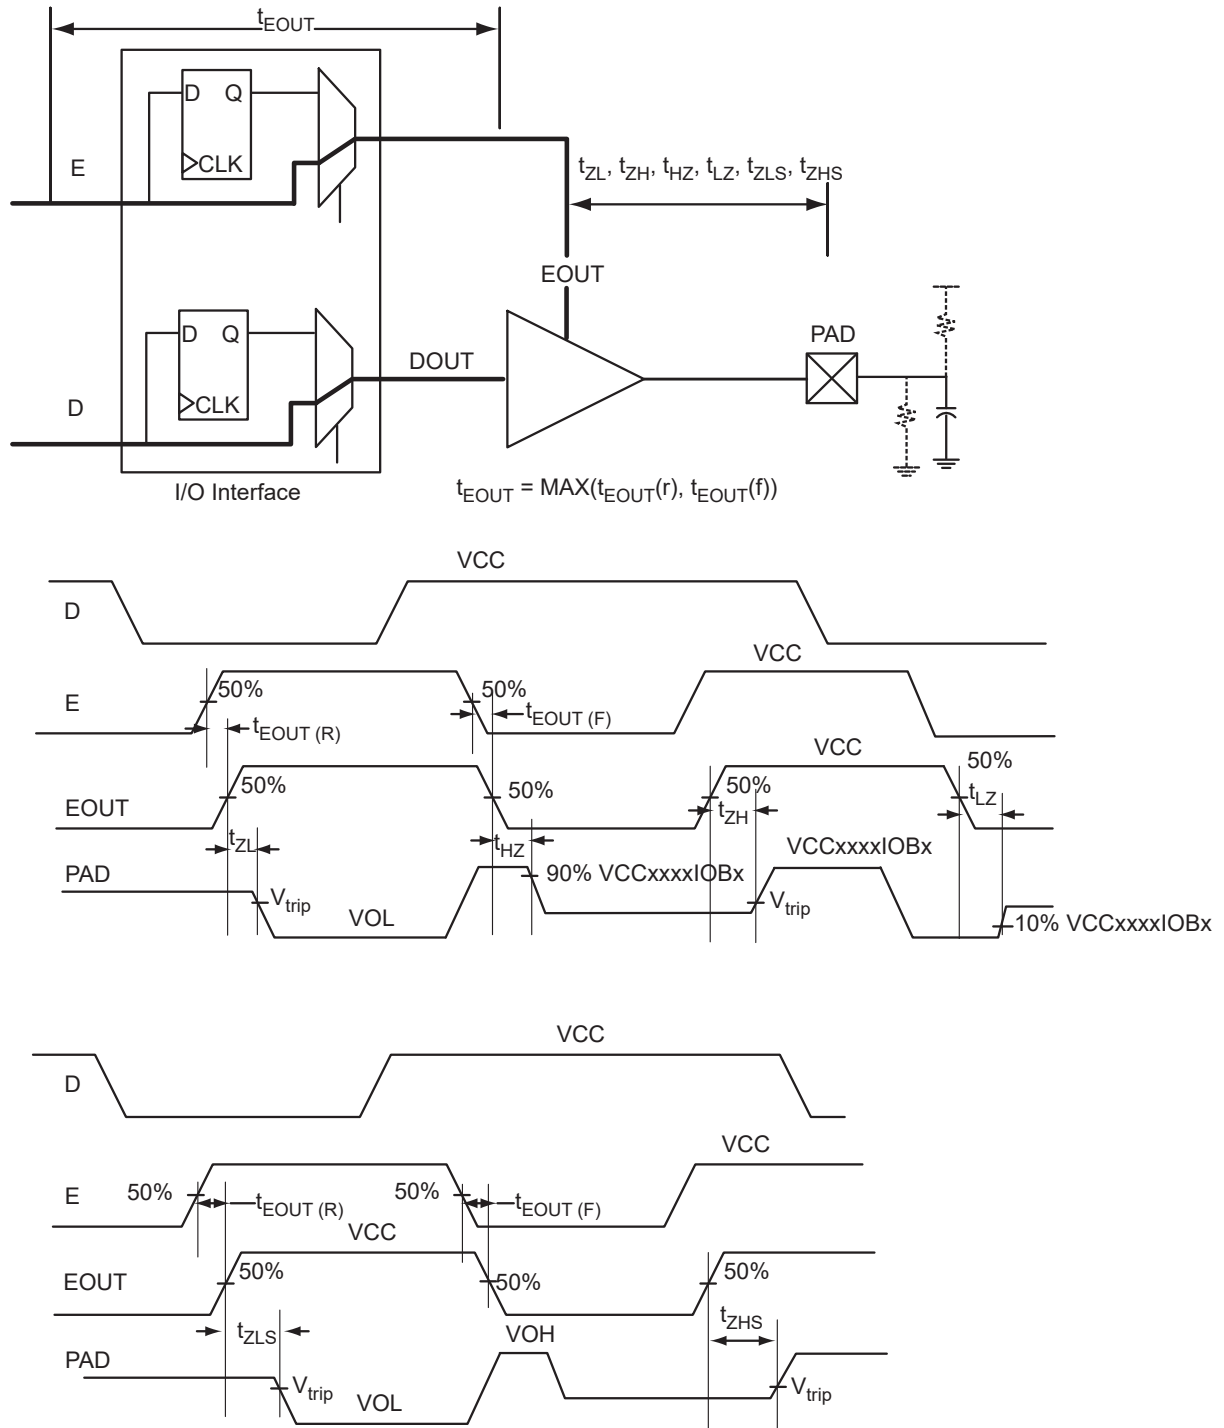 tEOUT
D Q
CLK
E
tZL, tZH, tHZ, tLZ, tZLS, tZHS
EOUT
D Q
CLK
DOUT
PAD
D
I/O Interface
tEOUT = MAX(tEOUT(r), tEOUT(f))
VCC
D
VCC
E
50%
50%
tEOUT (R)
tEOUT (F)
VCC
50%
EOUT
50%
50%
50%
tZL
tHZ
tZH
tLZ
PAD
90% VCCxxxxIOBx
VCCxxxxIOBx
Vtrip
VOL
Vtrip
10% VCCxxxxIOBx
VCC
D
VCC
E
50%
50%
tEOUT (R)
tEOUT (F)
VCC
EOUT
50%
50%
50%
tZLS
VOH
tZHS
PAD
Vtrip
VOL
Vtrip